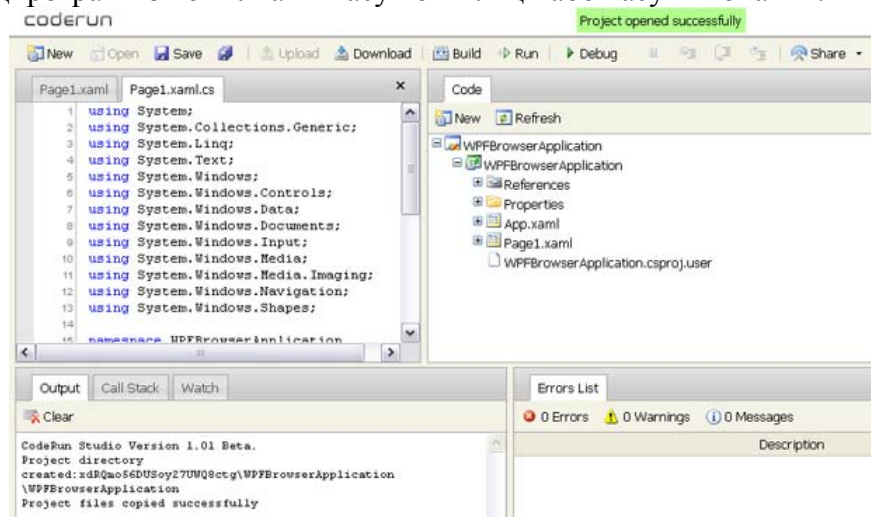 coderun
Project opened successfully
New Open Save Upload Download Build Run Debug Share
Page1.xaml Page1.xaml.cs
1 using System;
2 using System.Collections.Generic;
3 using System.Linq;
4 using System.Text;
5 using System.Windows;
6 using System.Windows.Controls;
7 using System.Windows.Data;
8 using System.Windows.Documents;
9 using System.Windows.Input;
10 using System.Windows.Media;
11 using System.Windows.Media.Imaging;
12 using System.Windows.Navigation;
13 using System.Windows.Shapes;
14
15 namespace WPFBrowserApplication
Code
New Refresh
WPFBrowserApplication
WPFBrowserApplication
References
Properties
App.xaml
Page1.xaml
WPFBrowserApplication.csproj.user
Output Call Stack Watch
Clear
CodeRun Studio Version 1.01 Beta.
Project directory
created:xdRQmo56DUSoy27UWQ8ctg\WPFBrowserApplication
\WPFBrowserApplication
Project files copied successfully
Errors List
0 Errors 0 Warnings 0 Messages
Description